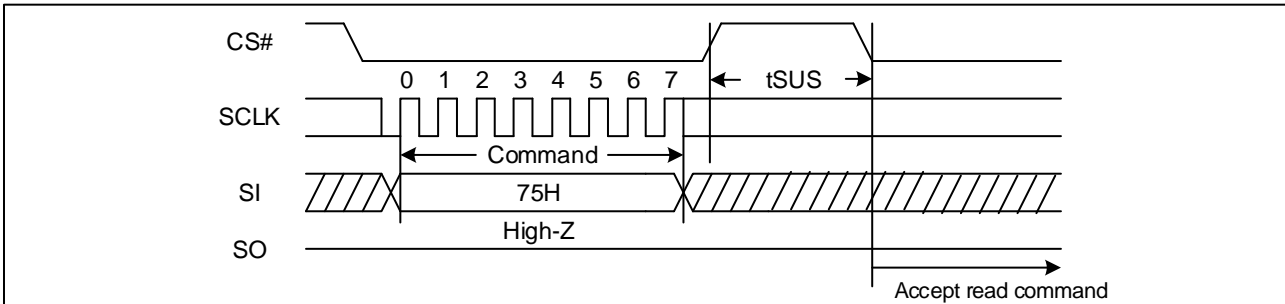 CS#
tSUS
0 1 2 3 4 5 6 7
SCLK
Command
SI
75H
High-Z
SO
Accept read command